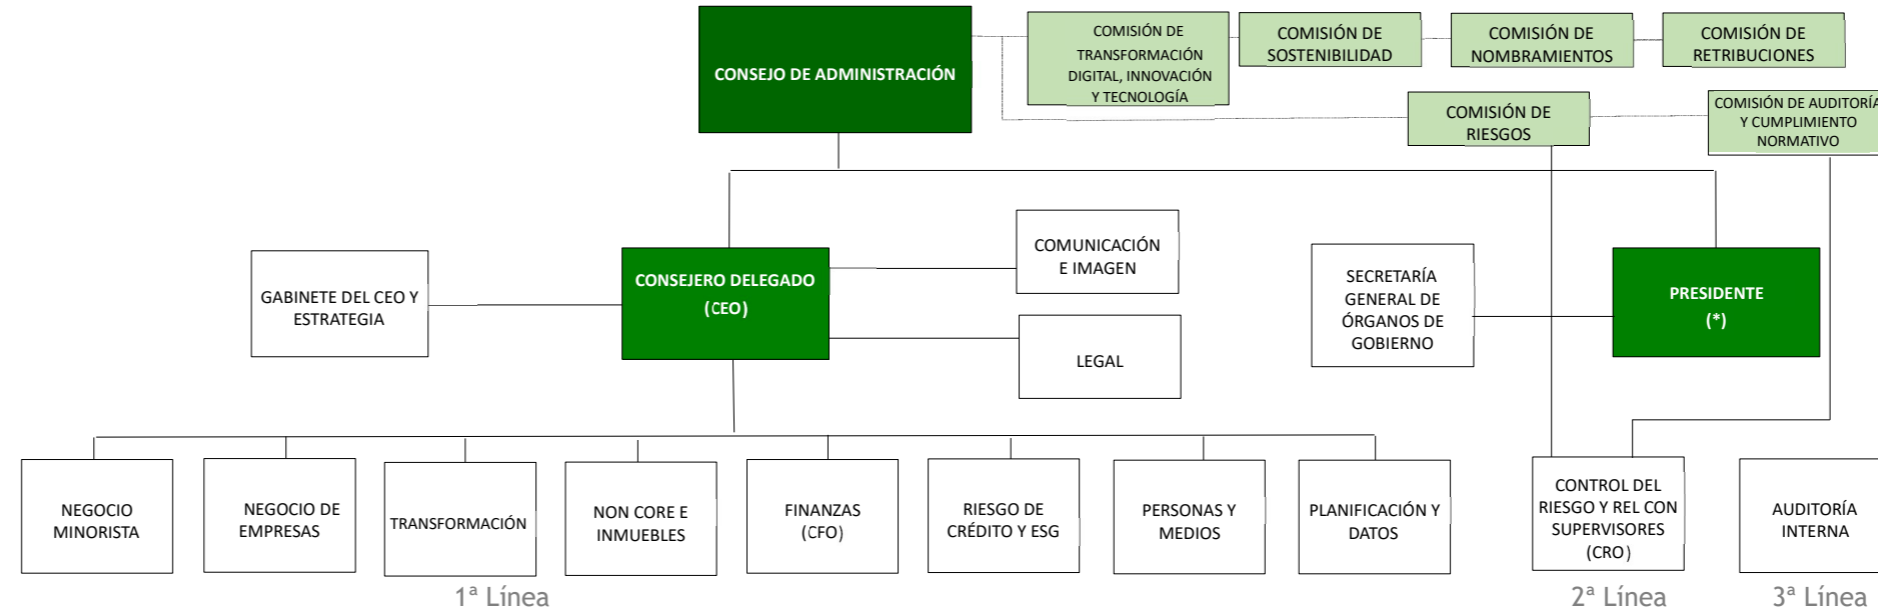 CONSEJO DE ADMINISTRACIÓN
COMISIÓN DE
TRANSFORMACIÓN
DIGITAL, INNOVACIÓN
Y TECNOLOGÍA
COMISIÓN DE
SOSTENIBILIDAD
COMISIÓN DE
NOMBRAMIENTOS
COMISIÓN DE
RETRIBUCIONES
COMISIÓN DE
RIESGOS
COMISIÓN DE AUDITORÍA
Y CUMPLIMIENTO
NORMATIVO
GABINETE DEL CEO Y
ESTRATEGIA
CONSEJERO DELEGADO
(CEO)
COMUNICACIÓN
E IMAGEN
LEGAL
SECRETARÍA
GENERAL DE
ÓRGANOS DE
GOBIERNO
PRESIDENTE
(*)
NEGOCIO
MINORISTA
NEGOCIO DE
EMPRESAS
TRANSFORMACIÓN
NON CORE E
INMUEBLES
FINANZAS
(CFO)
RIESGO DE
CRÉDITO Y ESG
PERSONAS Y
MEDIOS
PLANIFICACIÓN Y
DATOS
CONTROL DEL
RIESGO Y REL CON
SUPERVISORES
(CRO)
AUDITORÍA
INTERNA
1ª Línea
2ª Línea
3ª Línea